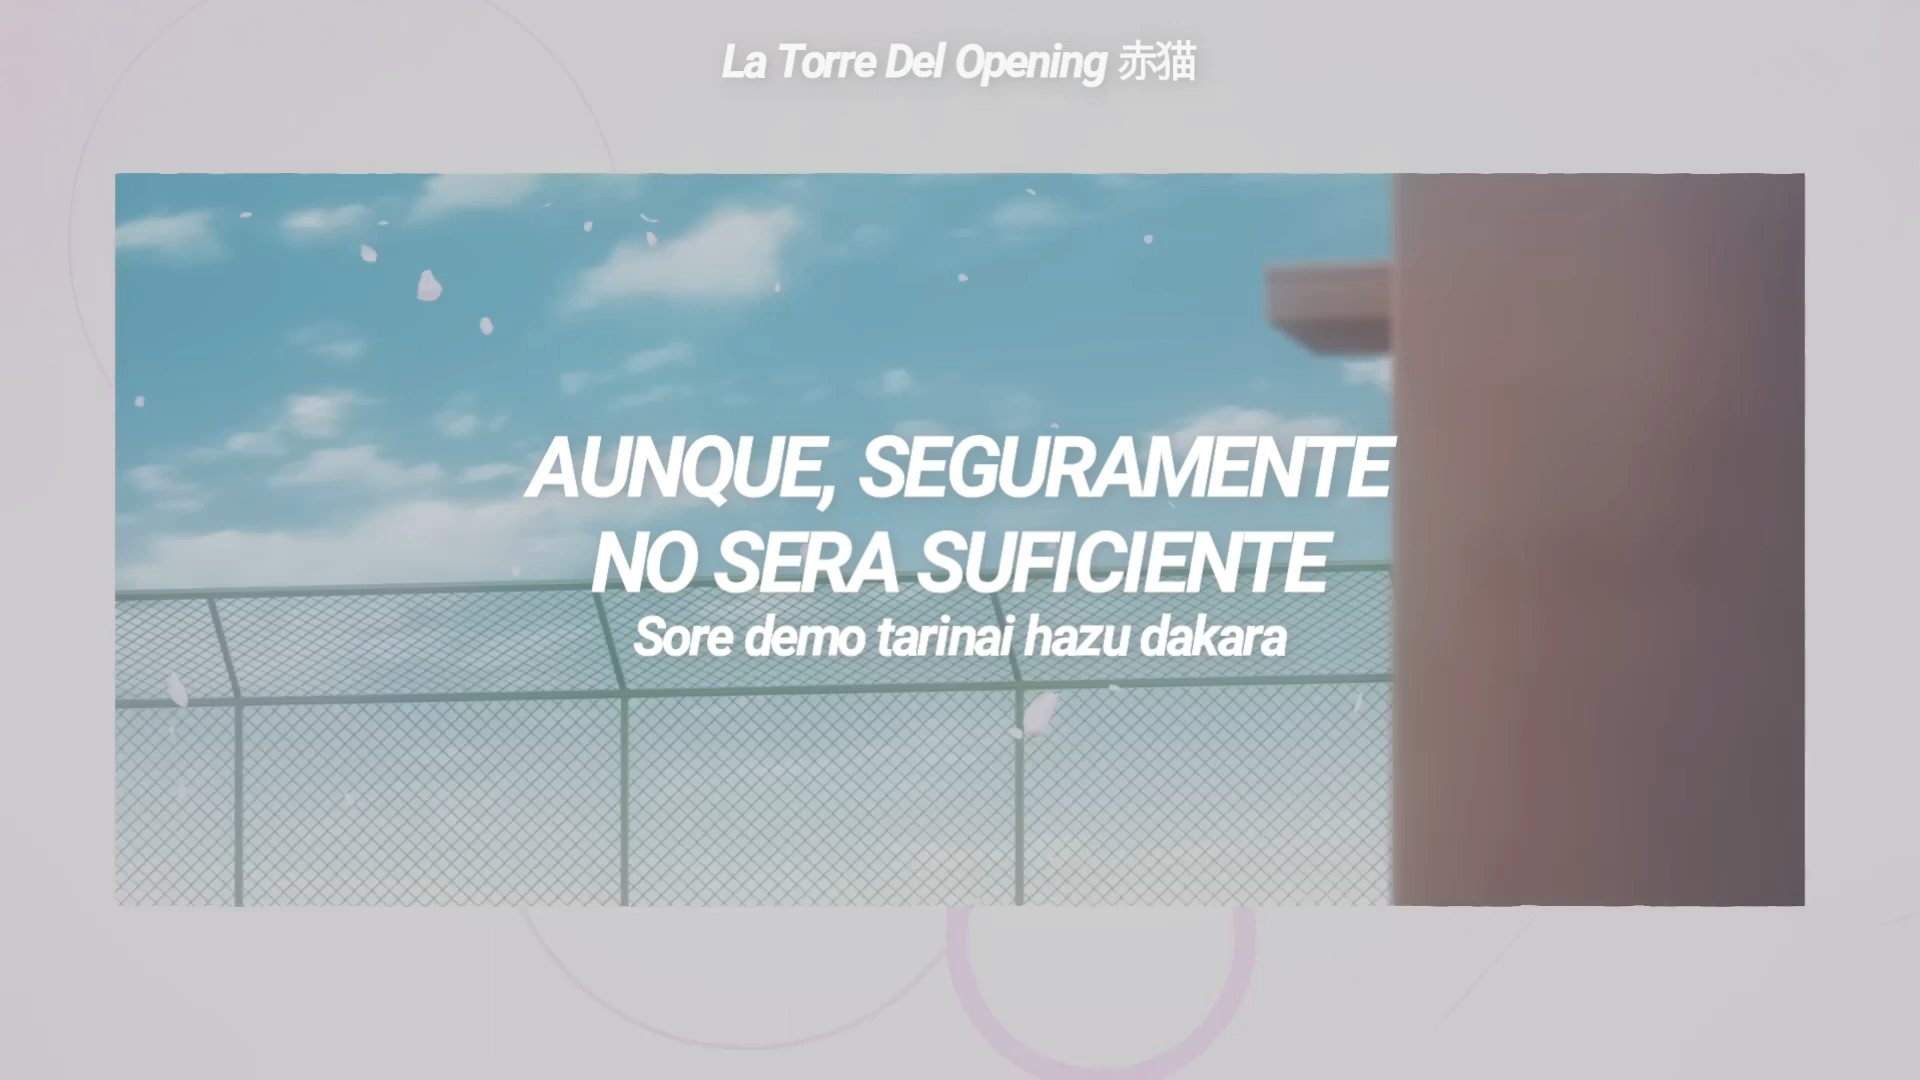 La Torre Del Opening 赤猫
AUNQUE, SEGURAMENTE
NO SERA SUFICIENTE
Sore demo tarinai hazu dakara